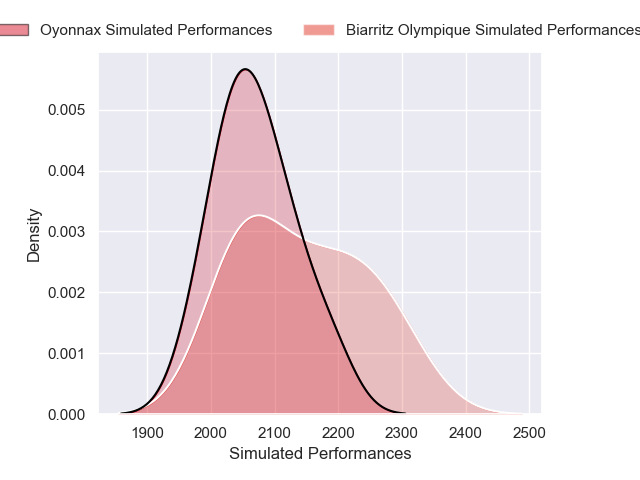 Oyonnax Simulated Performances
Biarritz Olympique Simulated Performances
0.005
0.004
0.003
0.002
0.001
0.000
Density
1900 2000 2100 2200 2300 2400 2500
Simulated Performances